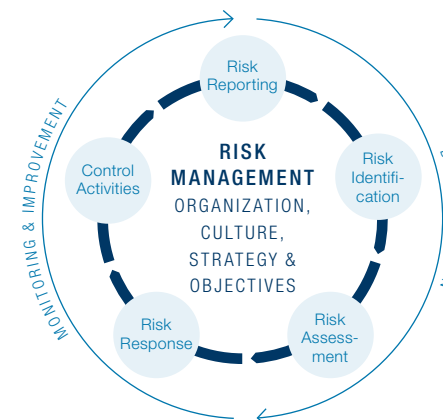 Risk
Reporting
Risk
Identifi-
cation
Risk
Assess-
ment
Risk
Response
Control
Activities
RISK
MANAGEMENT
ORGANIZATION,
CULTURE,
STRATEGY &
OBJECTIVES
MONITORING & IMPROVEMENT